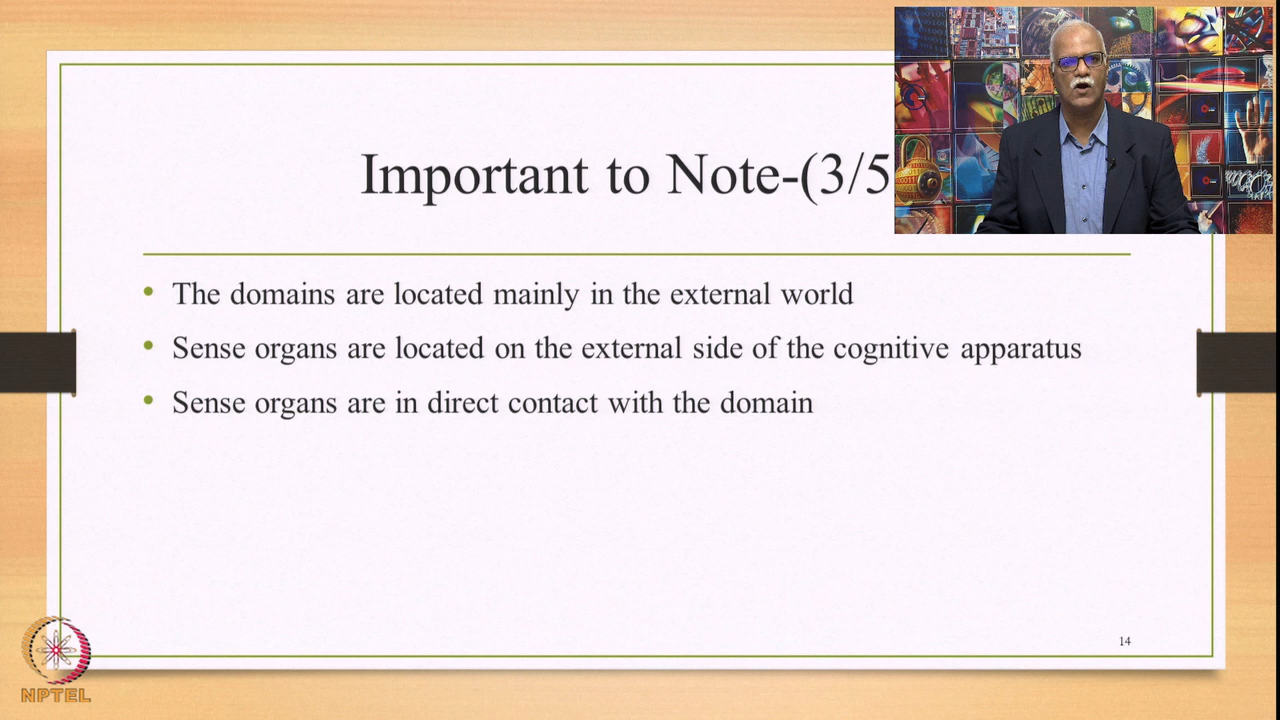 Important to Note-(3/5
• The domains are located mainly in the external world
• Sense organs are located on the external side of the cognitive apparatus
• Sense organs are in direct contact with the domain
14
NPTEL